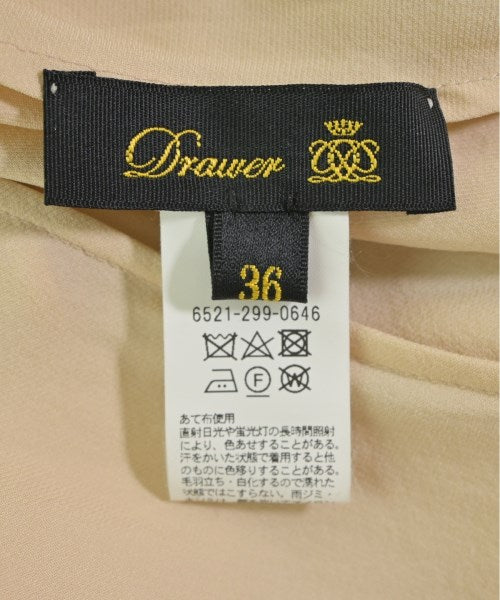 Drawer
36
6521-299-0646
F
W
あて布使用
直射日光や蛍光灯の長時間照射
により、色あせすることがある。
汗をかいた状態で着用すると他
のものに色移りすることがある。
毛羽立ち・白化するので濡れた
状態ではこすらない。雨ジミ・